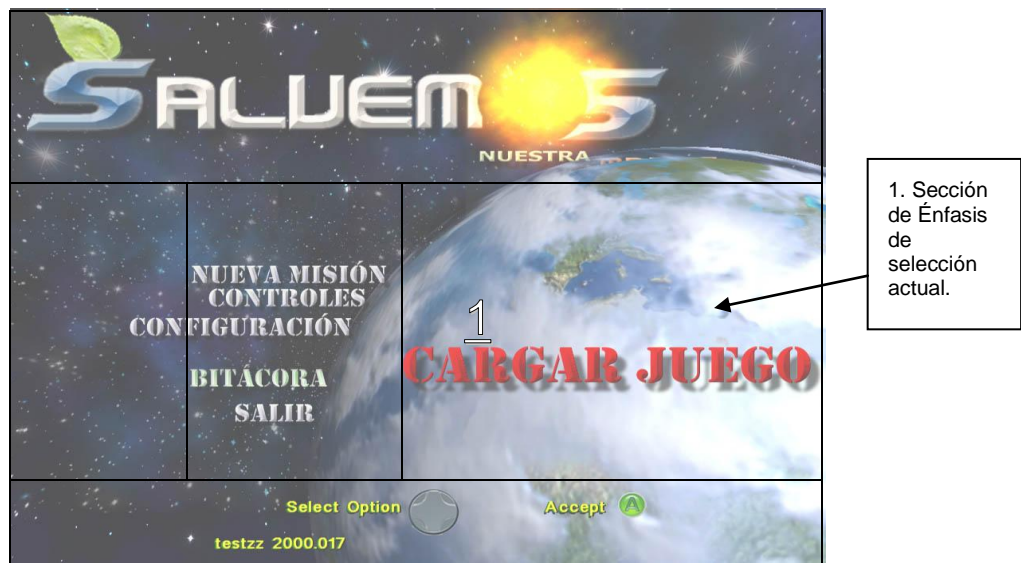 SALVEMOS
NUESTRA
NUEVA MISIÓN
CONTROLES
CONFIGURACIÓN
1
CARGAR JUEGO
BITÁCORA
SALIR
Select Option
Accept A
testzz 2000.017
1. Sección
de Énfasis
de
selección
actual.